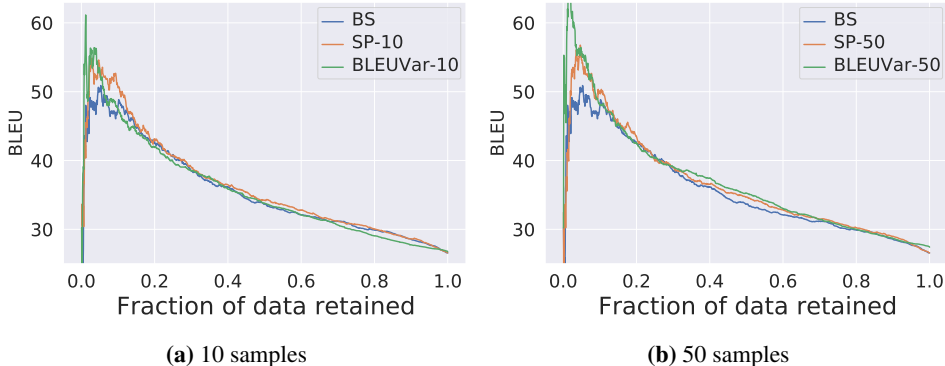 60
50
40
30
BLEU
BS
SP-10
BLEUVar-10
0.0 0.2 0.4 0.6 0.8 1.0
Fraction of data retained
(a) 10 samples
60
50
40
30
BLEU
BS
SP-50
BLEUVar-50
0.0 0.2 0.4 0.6 0.8 1.0
Fraction of data retained
(b) 50 samples